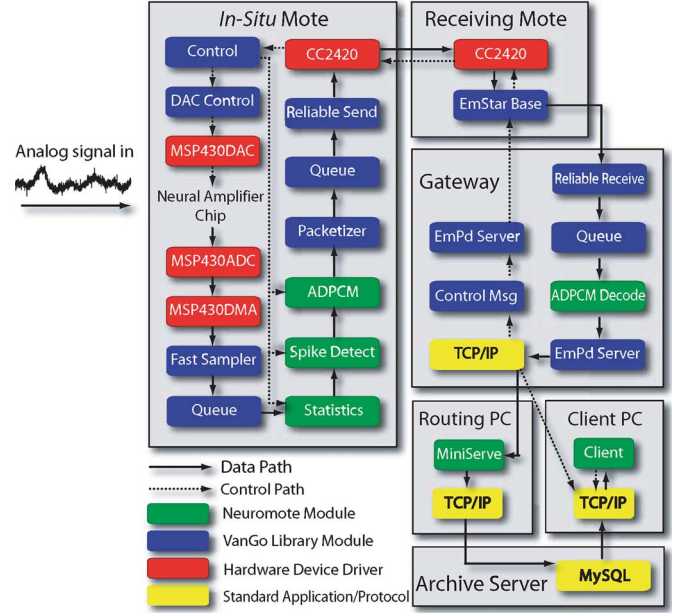 In-Situ Mote
Receiving Mote
Control
CC2420
CC2420
DAC Control
Reliable Send
EmStar Base
MSP430DAC
Analog signal in
Neural Amplifier
Chip
Queue
Gateway
Reliable Receive
Packetizer
EmPd Server
Queue
MSP430ADC
ADPCM
Control Msg
ADPCM Decode
MSP430DMA
Fast Sampler
Spike Detect
TCP/IP
EmPd Server
Queue
Statistics
Routing PC
Client PC
MiniServe
Client
Data Path
Control Path
TCP/IP
TCP/IP
Neuromote Module
VanGo Library Module
Hardware Device Driver
Standard Application/Protocol
MySQL
Archive Server